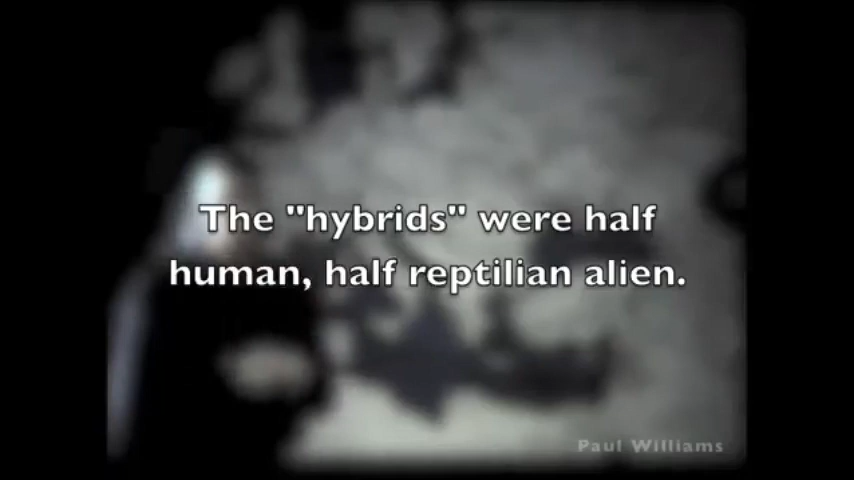 The "hybrids" were half
human, half reptilian alien.
Paul Williams